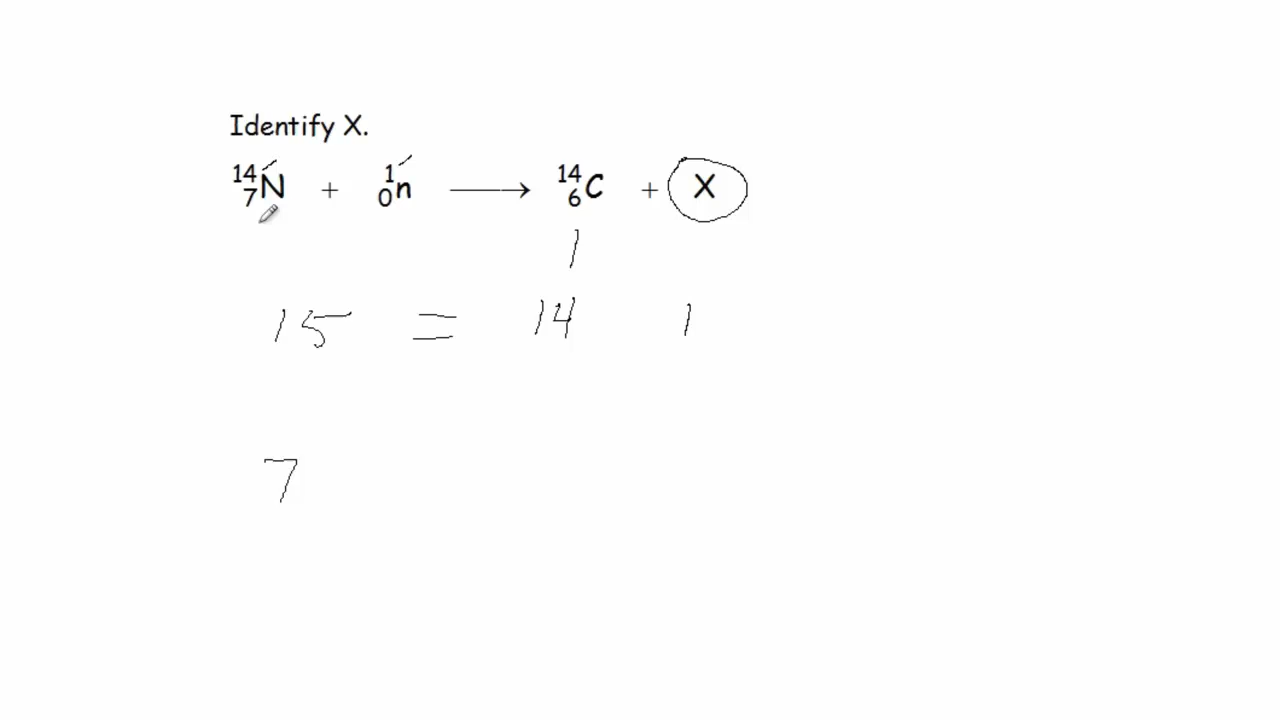 Identify X.
¹⁴₇N + ¹₀n ⟶ ¹⁴₆C + X
1
15 = 14 1
7